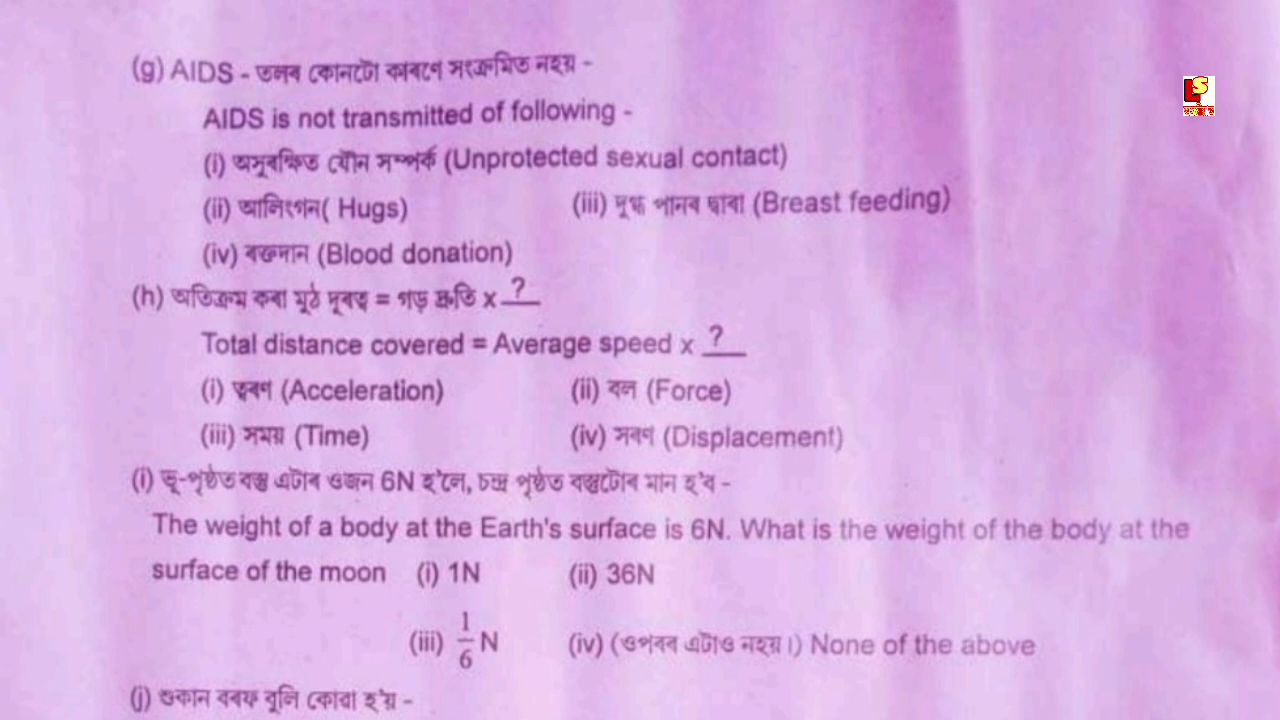 (g) AIDS - তলৰ কোনটো কাৰণে সংক্ৰমিত নহয় -
AIDS is not transmitted of following -
(i) অসুৰক্ষিত যৌন সম্পৰ্ক (Unprotected sexual contact)
(ii) আলিংগন( Hugs) (iii) দুগ্ধ পানৰ দ্বাৰা (Breast feeding)
(iv) ৰক্তদান (Blood donation)
(h) অতিক্ৰম কৰা মুঠ দূৰত্ব = গড় দ্ৰুতি x ?
Total distance covered = Average speed x ?
(i) ত্বৰণ (Acceleration) (ii) বল (Force)
(iii) সময় (Time) (iv) সৰণ (Displacement)
(i) ভূ-পৃষ্ঠত বস্তু এটাৰ ওজন 6N হ'লে, চন্দ্ৰ পৃষ্ঠত বস্তুটোৰ মান হ'ব -
The weight of a body at the Earth's surface is 6N. What is the weight of the body at the
surface of the moon (i) 1N (ii) 36N
(iii) 1/6 N (iv) (ওপৰৰ এটাও নহয়।) None of the above
(j) শুকান বৰফ বুলি কোৱা হ'য় -
LS